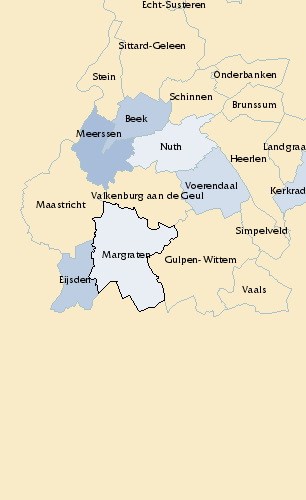 Echt-Susteren
Sittard-Geleen
Stein
Onderbanken
Schinnen
Brunssum
Beek
Meerssen
Nuth
Landgraa
Heerlen
Voerendaal
Kerkrad
Valkenburg aan de Geul
Maastricht
Simpelveld
Margraten
Gulpen- Wittem
Eijsden
Vaals